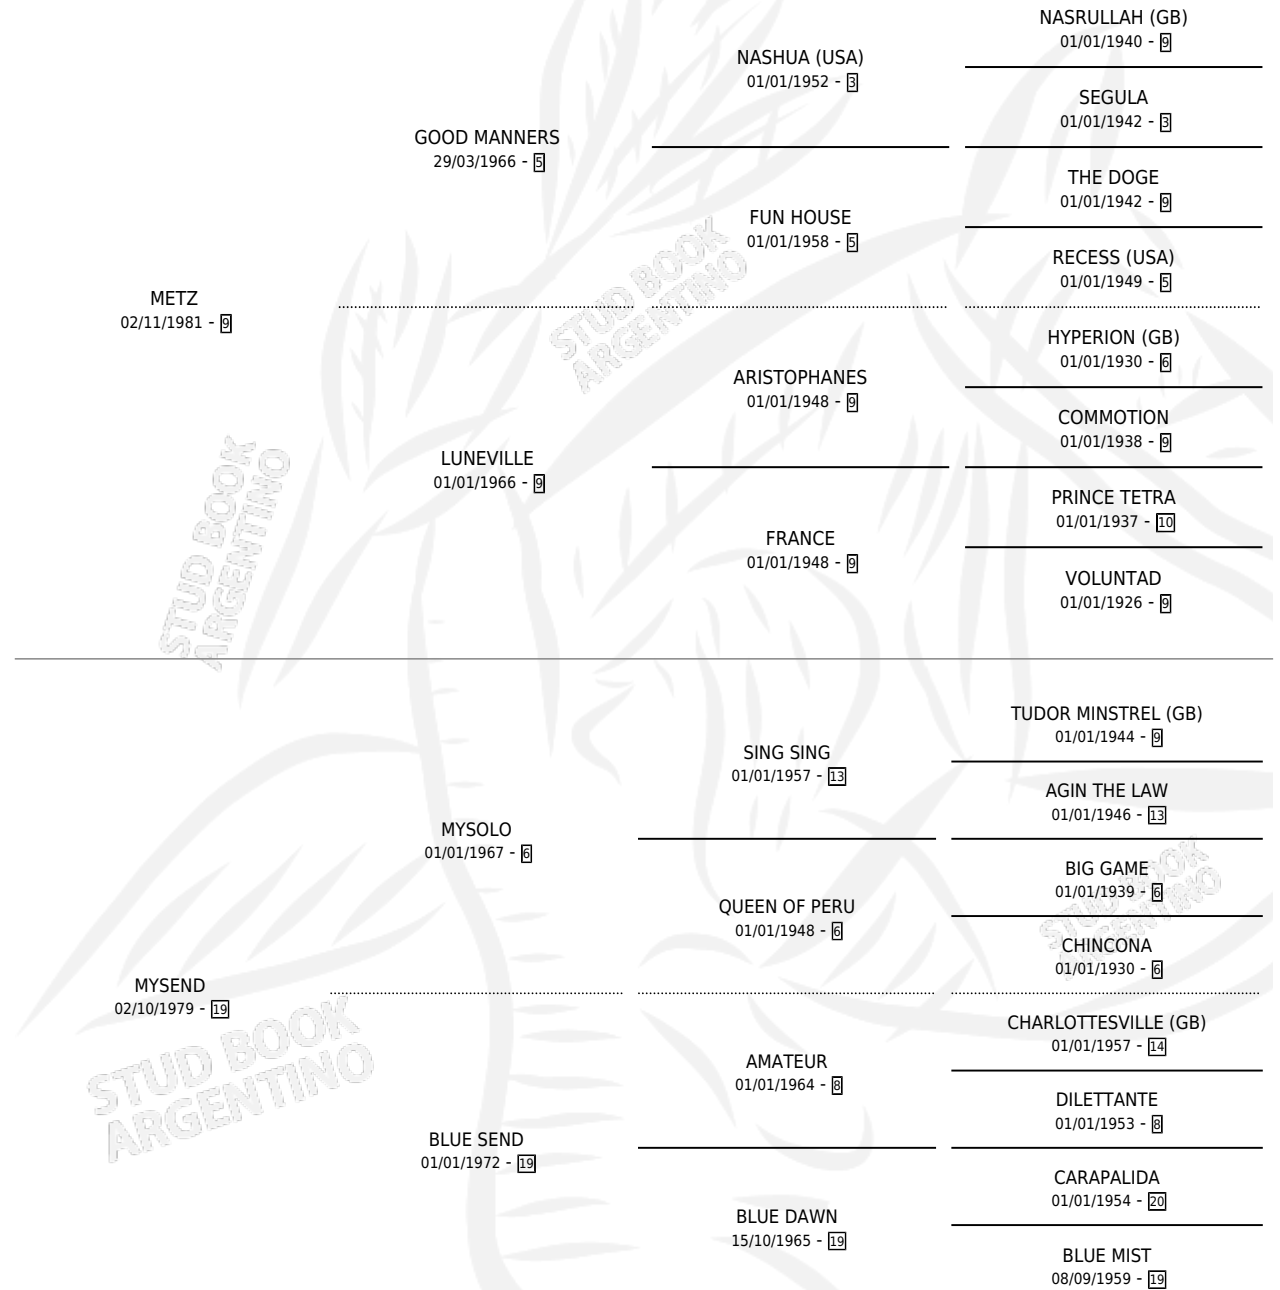 NASRULLAH (GB)
01/01/1940 - 9
NASHUA (USA)
01/01/1952 - 3
SEGULA
01/01/1942 - 3
GOOD MANNERS
29/03/1966 - 5
THE DOGE
01/01/1942 - 9
FUN HOUSE
01/01/1958 - 5
RECESS (USA)
01/01/1949 - 5
METZ
02/11/1981 - 9
HYPERION (GB)
01/01/1930 - 6
ARISTOPHANES
01/01/1948 - 9
COMMOTION
01/01/1938 - 9
LUNEVILLE
01/01/1966 - 9
PRINCE TETRA
01/01/1937 - 10
FRANCE
01/01/1948 - 9
VOLUNTAD
01/01/1926 - 9
TUDOR MINSTREL (GB)
01/01/1944 - 9
SING SING
01/01/1957 - 13
AGIN THE LAW
01/01/1946 - 13
MYSOLO
01/01/1967 - 6
BIG GAME
01/01/1939 - 6
QUEEN OF PERU
01/01/1948 - 6
CHINCONA
01/01/1930 - 6
MYSEND
02/10/1979 - 19
CHARLOTTESVILLE (GB)
01/01/1957 - 14
AMATEUR
01/01/1964 - 8
DILETTANTE
01/01/1953 - 8
BLUE SEND
01/01/1972 - 19
CARAPALIDA
01/01/1954 - 20
BLUE DAWN
15/10/1965 - 19
BLUE MIST
08/09/1959 - 19
STUD BOOK
ARGENTINO
STUD BOOK
ARGENTINO
STUD BOOK
ARGENTINO
STUD BOOK
ARGENTINO